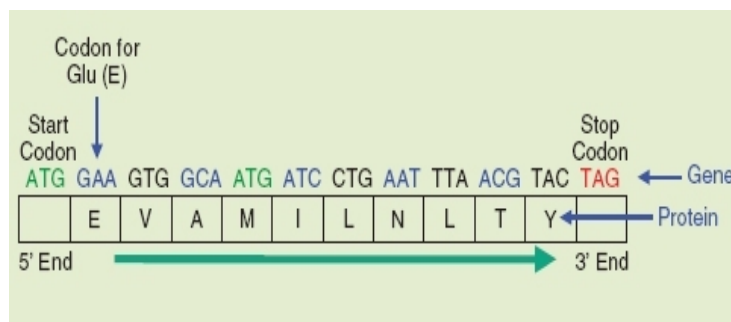 Codon for
Glu (E)
Start
Codon
Stop
Codon
ATG GAA GTG GCA ATG ATC CTG AAT TTA ACG TAC TAG Gene
E V A M I L N L T Y Protein
5' End 3' End